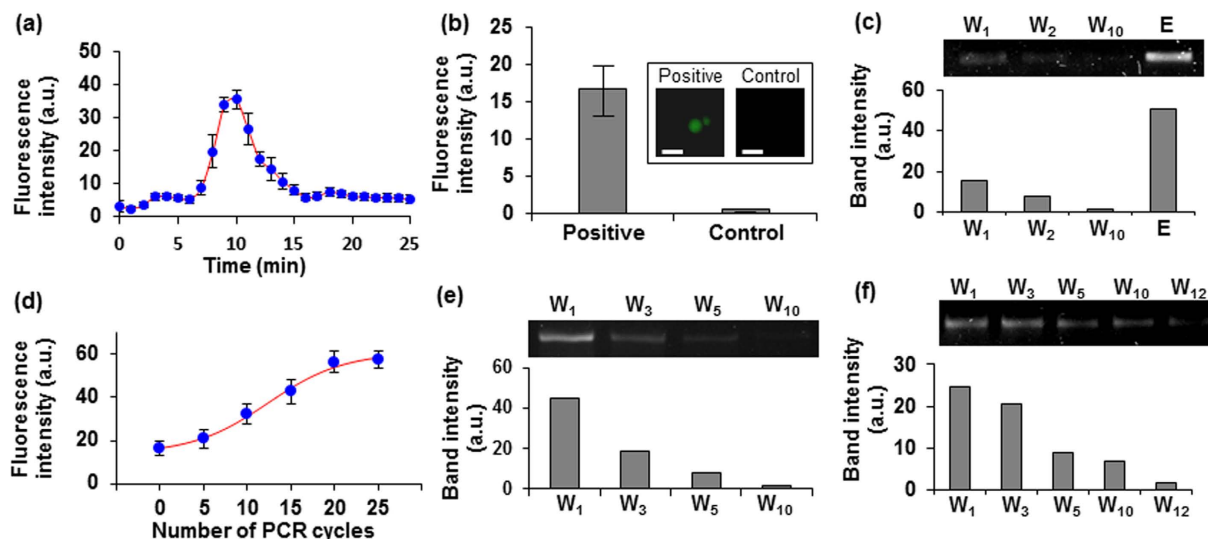 (a)
Fluorescence
intensity (a.u.)
50
40
30
20
10
0
0 5 10 15 20 25
Time (min)
(b)
Fluorescence
intensity (a.u.)
25
20
15
10
5
0
Positive Control
Positive Control
(c)
W₁ W₂ W₁₀ E
Band intensity
(a.u.)
60
40
20
0
W₁ W₂ W₁₀ E
(d)
Fluorescence
intensity (a.u.)
60
40
20
0
0 5 10 15 20 25
Number of PCR cycles
(e)
W₁ W₃ W₅ W₁₀
Band intensity
(a.u.)
60
40
20
0
W₁ W₃ W₅ W₁₀
(f)
W₁ W₃ W₅ W₁₀ W₁₂
Band intensity
(a.u.)
30
20
10
0
W₁ W₃ W₅ W₁₀ W₁₂